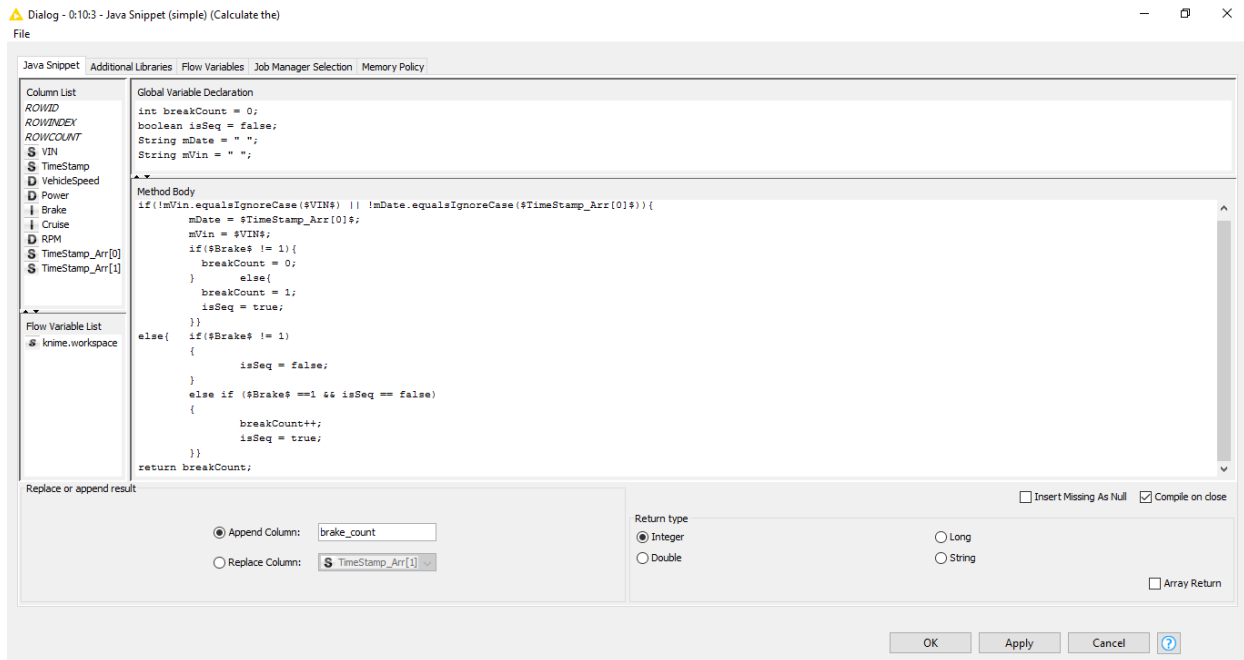 Dialog - 0:10:3 - Java Snippet (simple) (Calculate the)
File
Java Snippet Additional Libraries Flow Variables Job Manager Selection Memory Policy
Column List
ROWID
ROWINDEX
ROWCOUNT
S VIN
S TimeStamp
D VehicleSpeed
D Power
I Brake
I Cruise
D RPM
S TimeStamp_Arr[0]
S TimeStamp_Arr[1]
Flow Variable List
s knime.workspace
Global Variable Declaration
int breakCount = 0;
boolean isSeq = false;
String mDate = " ";
String mVin = " ";
Method Body
if(!mVin.equalsIgnoreCase($VIN$) || !mDate.equalsIgnoreCase($TimeStamp_Arr[0]$)){
mDate = $TimeStamp_Arr[0]$;
mVin = $VIN$;
if($Brake$ != 1){
breakCount = 0;
} else{
breakCount = 1;
isSeq = true;
}}
else{ if($Brake$ != 1)
{
isSeq = false;
}
else if ($Brake$ ==1 && isSeq == false)
{
breakCount++;
isSeq = true;
}}
return breakCount;
Replace or append result
Append Column: brake_count
Replace Column: S TimeStamp_Arr[1]
Insert Missing As Null Compile on close
Return type
Integer Long
Double String
Array Return
OK Apply Cancel ?